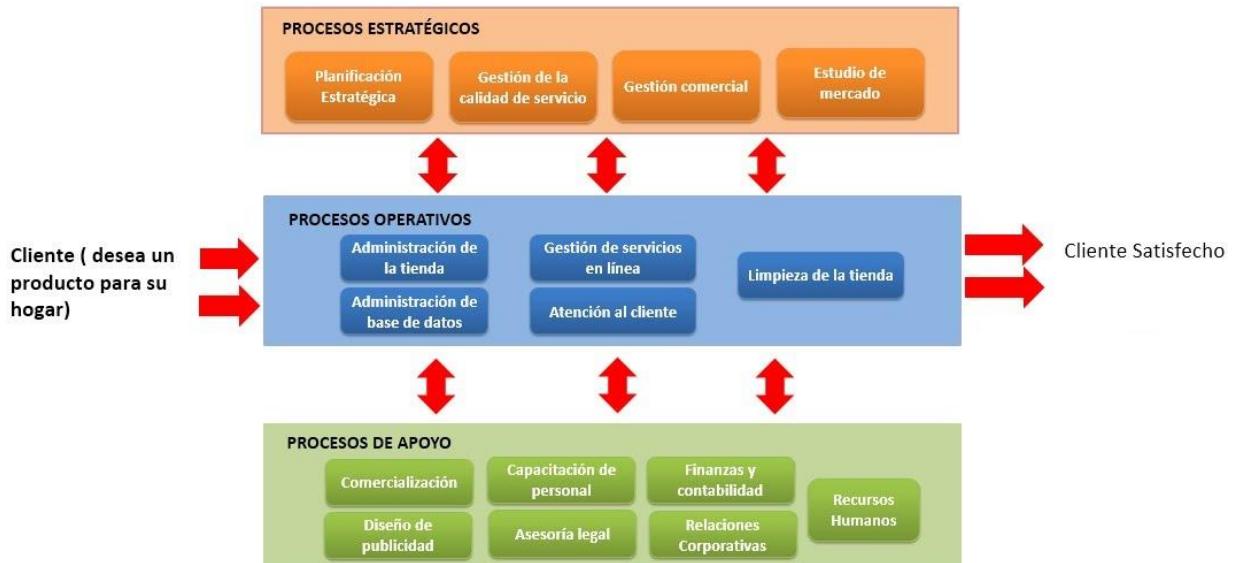 PROCESOS ESTRATÉGICOS
Planificación
Estratégica
Gestión de la
calidad de servicio
Gestión comercial
Estudio de
mercado
PROCESOS OPERATIVOS
Cliente ( desea un
producto para su
hogar)
Administración de
la tienda
Gestión de servicios
en línea
Limpieza de la tienda
Administración de
base de datos
Atención al cliente
Cliente Satisfecho
PROCESOS DE APOYO
Comercialización
Capacitación de
personal
Finanzas y
contabilidad
Recursos
Humanos
Diseño de
publicidad
Asesoría legal
Relaciones
Corporativas